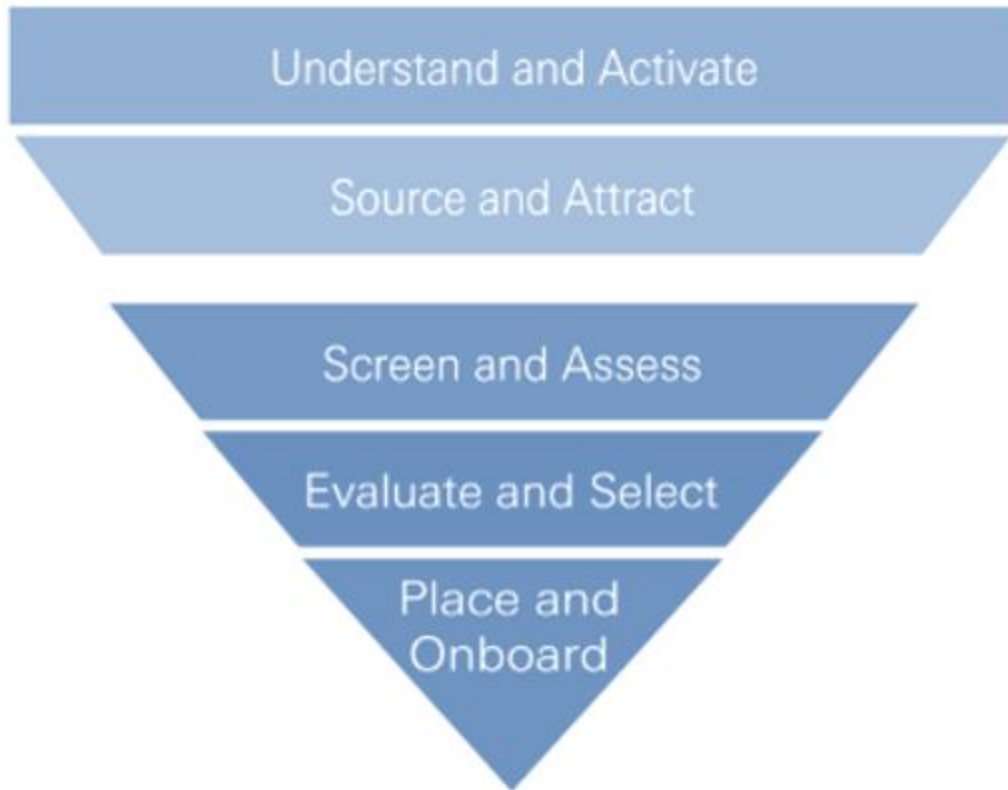 Understand and Activate
Source and Attract
Screen and Assess
Evaluate and Select
Place and
Onboard